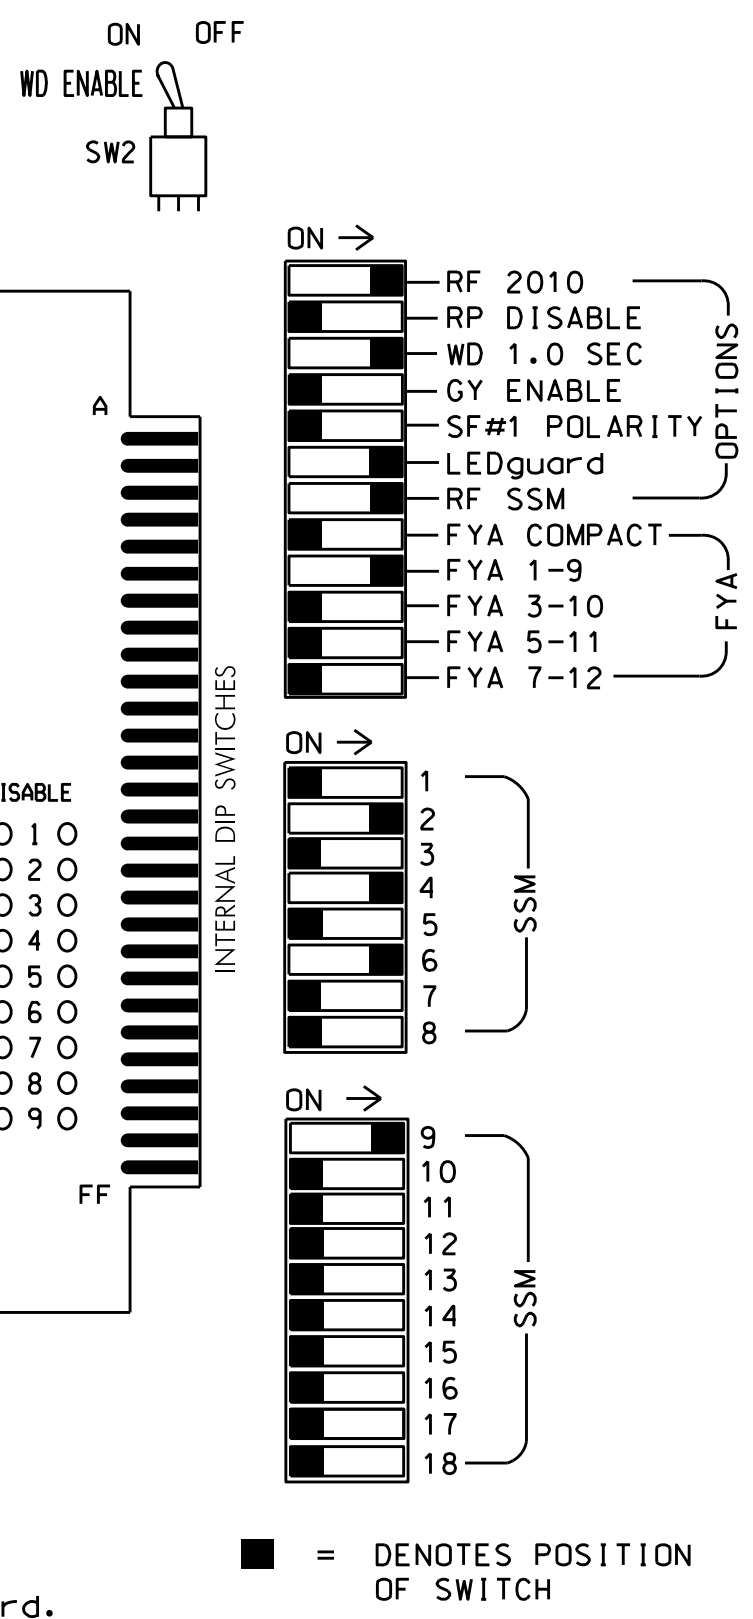 ON OFF
WD ENABLE
SW2
ON →
RF 2010
RP DISABLE
WD 1.0 SEC
GY ENABLE
SF#1 POLARITY
LEDguard
RF SSM
OPTIONS
FYA COMPACT
FYA 1-9
FYA 3-10
FYA 5-11
FYA 7-12
FYA
A
FF
INTERNAL DIP SWITCHES
ISABLE
1
2
3
4
5
6
7
8
9
ON →
1
2
3
4
5
6
7
8
SSM
ON →
9
10
11
12
13
14
15
16
17
18
SSM
= DENOTES POSITION
OF SWITCH
rd.